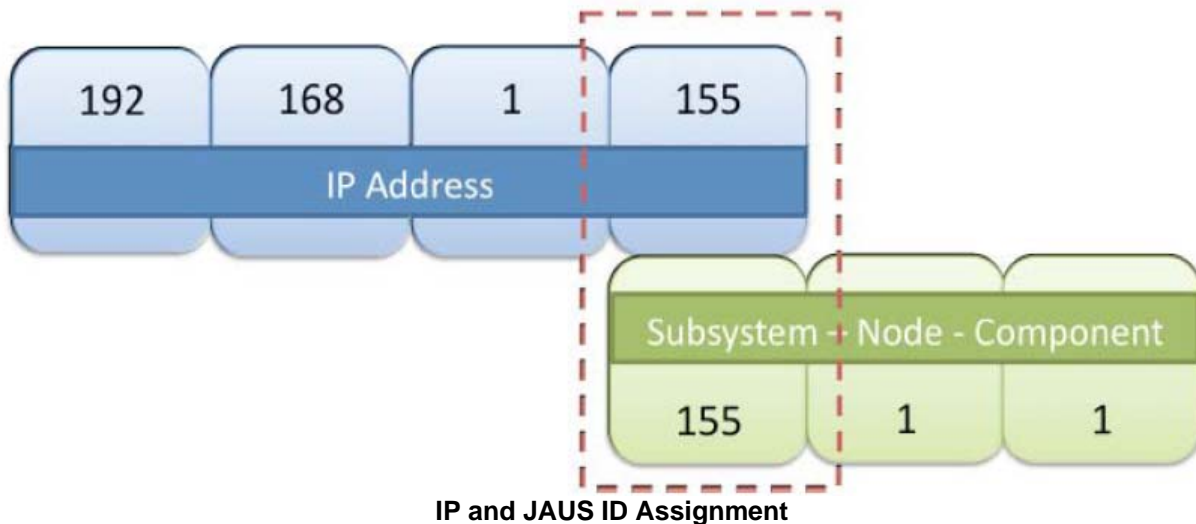 192 168 1 155
IP Address
Subsystem - Node - Component
155 1 1
IP and JAUS ID Assignment